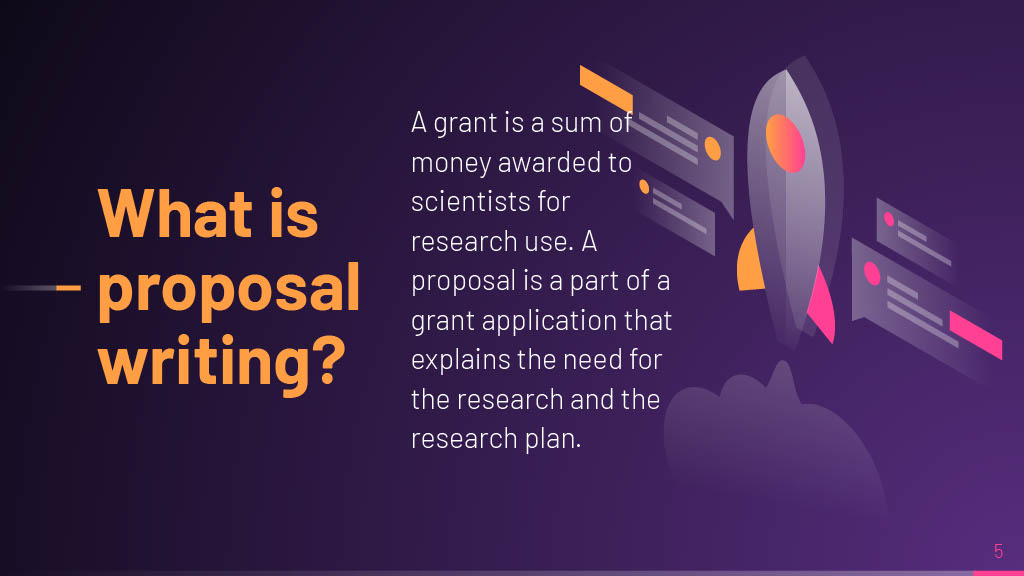 What is
proposal
writing?
A grant is a sum of
money awarded to
scientists for
research use. A
proposal is a part of a
grant application that
explains the need for
the research and the
research plan.
5